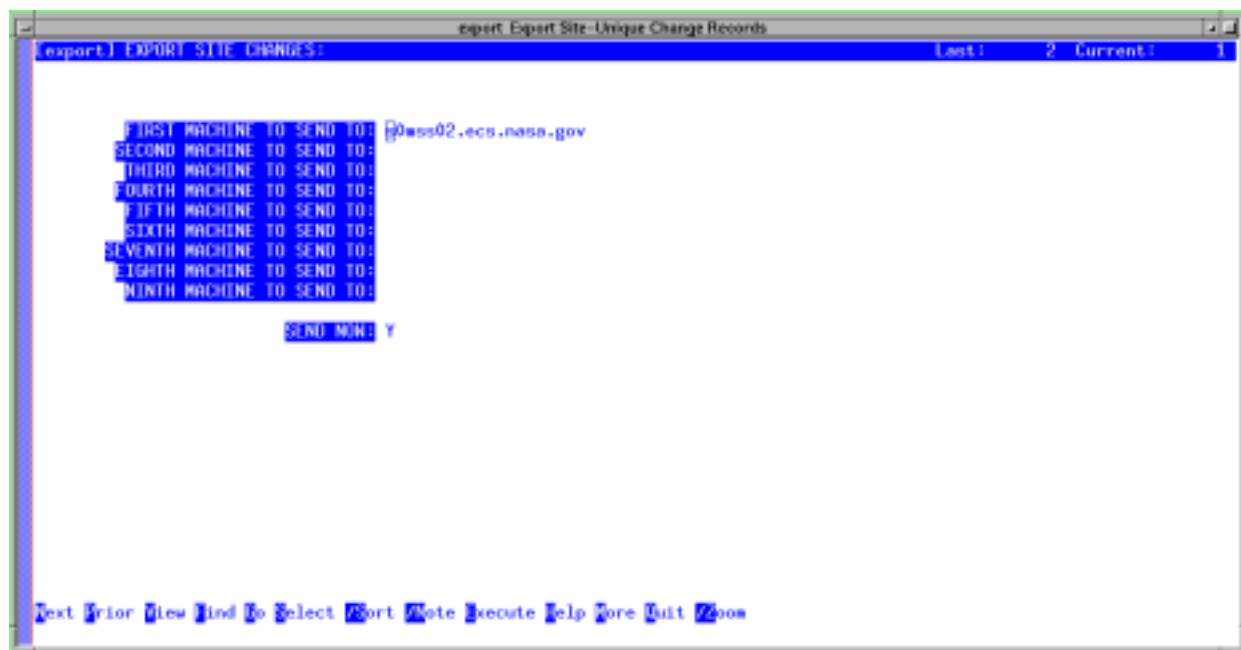 export Export Site-Unique Change Records
[export] EXPORT SITE CHANGES: Last: 2 Current: 1
FIRST MACHINE TO SEND TO: m0mss02.ecs.nasa.gov
SECOND MACHINE TO SEND TO:
THIRD MACHINE TO SEND TO:
FOURTH MACHINE TO SEND TO:
FIFTH MACHINE TO SEND TO:
SIXTH MACHINE TO SEND TO:
SEVENTH MACHINE TO SEND TO:
EIGHTH MACHINE TO SEND TO:
NINTH MACHINE TO SEND TO:
SEND NOW: Y
Next Prior View Find Do Select /Sort /Note Execute Help More Quit /Zoom